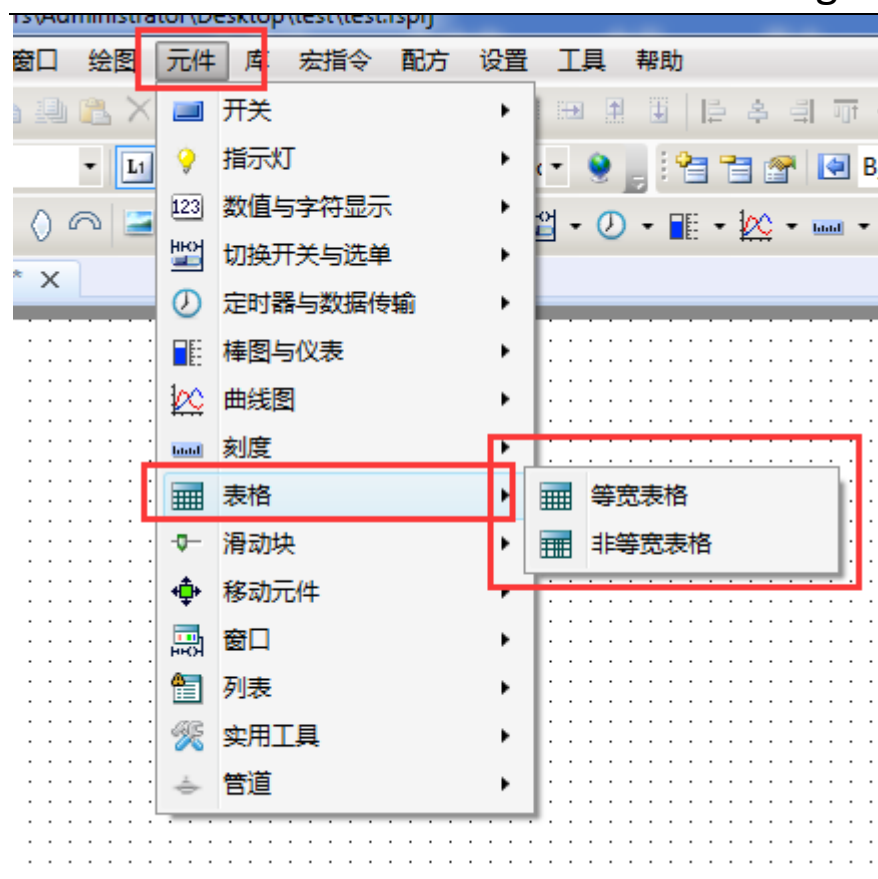 rs\Administrator\Desktop\test\test.fsprj
窗口 绘图 元件 库 宏指令 配方 设置 工具 帮助
开关
L1
指示灯
123 数值与字符显示
切换开关与选单
定时器与数据传输
棒图与仪表
曲线图
刻度
表格
等宽表格
滑动块
非等宽表格
移动元件
窗口
列表
实用工具
管道